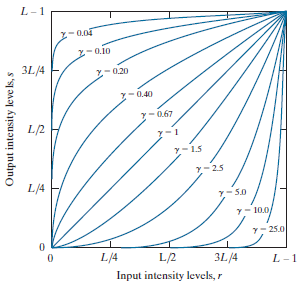 L − 1
γ = 0.04
γ = 0.10
3L/4
γ = 0.20
γ = 0.40
γ = 0.67
L/2
γ = 1
γ = 1.5
γ = 2.5
L/4
γ = 5.0
γ = 10.0
γ = 25.0
0
0
L/4
L/2
3L/4
L − 1
Output intensity levels, s
Input intensity levels, r